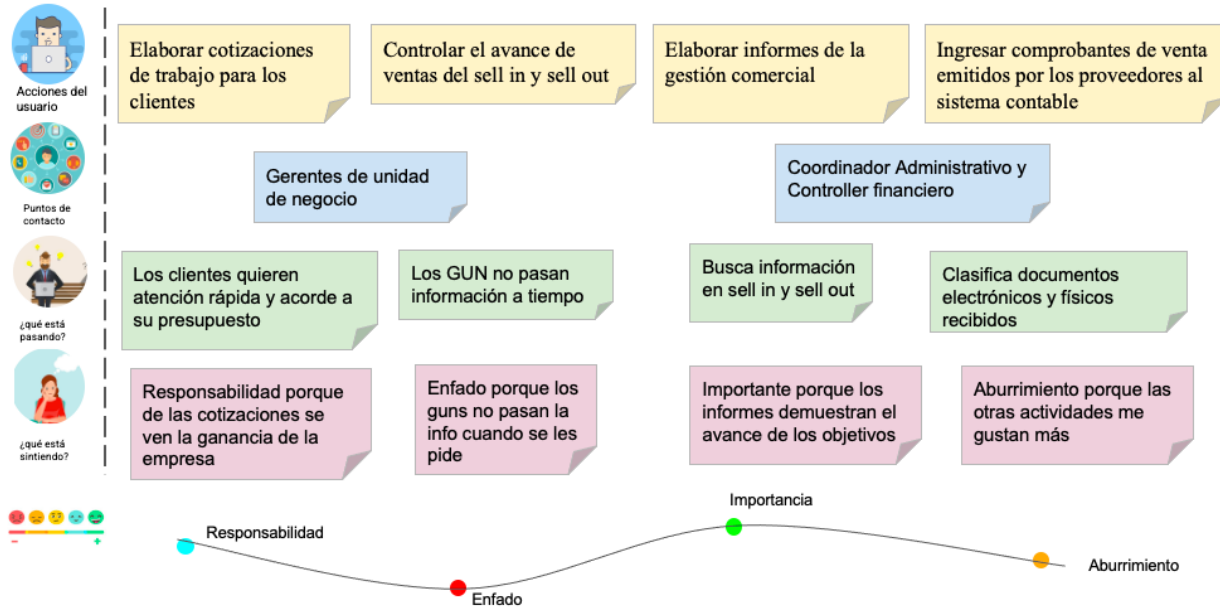 Acciones del
usuario
Elaborar cotizaciones
de trabajo para los
clientes
Controlar el avance de
ventas del sell in y sell out
Elaborar informes de la
gestión comercial
Ingresar comprobantes de venta
emitidos por los proveedores al
sistema contable
Puntos de
contacto
Gerentes de unidad
de negocio
Coordinador Administrativo y
Controller financiero
¿qué está
pasando?
Los clientes quieren
atención rápida y acorde a
su presupuesto
Los GUN no pasan
información a tiempo
Busca información
en sell in y sell out
Clasifica documentos
electrónicos y físicos
recibidos
¿qué está
sintiendo?
Responsabilidad porque
de las cotizaciones se
ven la ganancia de la
empresa
Enfado porque los
guns no pasan la
info cuando se les
pide
Importante porque los
informes demuestran el
avance de los objetivos
Aburrimiento porque las
otras actividades me
gustan más
- +
Responsabilidad
Enfado
Importancia
Aburrimiento